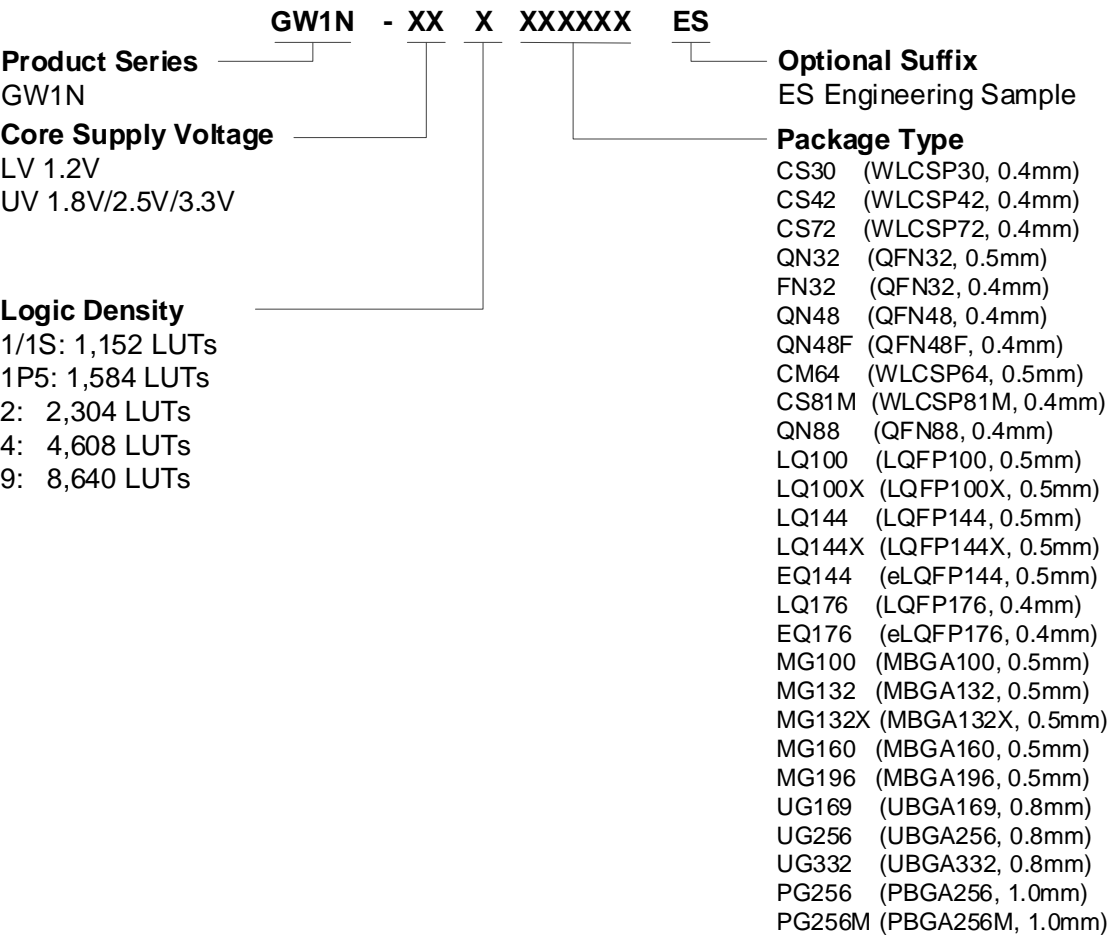 GW1N - XX X XXXXXX ES
Product Series
GW1N
Core Supply Voltage
LV 1.2V
UV 1.8V/2.5V/3.3V
Logic Density
1/1S: 1,152 LUTs
1P5: 1,584 LUTs
2: 2,304 LUTs
4: 4,608 LUTs
9: 8,640 LUTs
Optional Suffix
ES Engineering Sample
Package Type
CS30 (WLCSP30, 0.4mm)
CS42 (WLCSP42, 0.4mm)
CS72 (WLCSP72, 0.4mm)
QN32 (QFN32, 0.5mm)
FN32 (QFN32, 0.4mm)
QN48 (QFN48, 0.4mm)
QN48F (QFN48F, 0.4mm)
CM64 (WLCSP64, 0.5mm)
CS81M (WLCSP81M, 0.4mm)
QN88 (QFN88, 0.4mm)
LQ100 (LQFP100, 0.5mm)
LQ100X (LQFP100X, 0.5mm)
LQ144 (LQFP144, 0.5mm)
LQ144X (LQFP144X, 0.5mm)
EQ144 (eLQFP144, 0.5mm)
LQ176 (LQFP176, 0.4mm)
EQ176 (eLQFP176, 0.4mm)
MG100 (MBGA100, 0.5mm)
MG132 (MBGA132, 0.5mm)
MG132X (MBGA132X, 0.5mm)
MG160 (MBGA160, 0.5mm)
MG196 (MBGA196, 0.5mm)
UG169 (UBGA169, 0.8mm)
UG256 (UBGA256, 0.8mm)
UG332 (UBGA332, 0.8mm)
PG256 (PBGA256, 1.0mm)
PG256M (PBGA256M, 1.0mm)